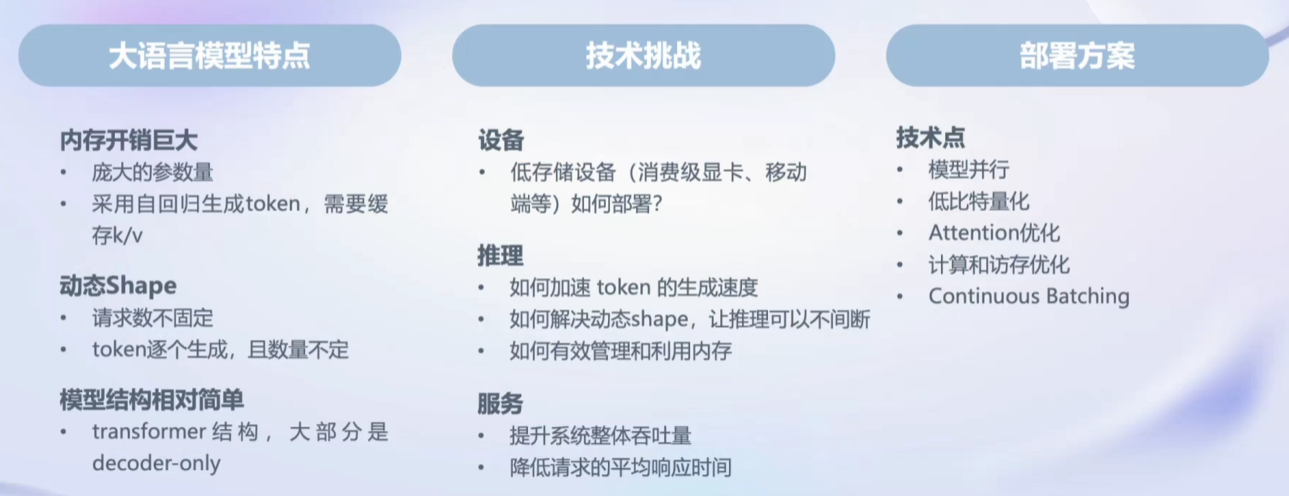 大语言模型特点
内存开销巨大
• 庞大的参数量
• 采用自回归生成token，需要缓
存k/v
动态Shape
• 请求数不固定
• token逐个生成，且数量不定
模型结构相对简单
• transformer 结构，大部分是
decoder-only
技术挑战
设备
• 低存储设备（消费级显卡、移动
端等）如何部署？
推理
• 如何加速 token 的生成速度
• 如何解决动态shape，让推理可以不间断
• 如何有效管理和利用内存
服务
• 提升系统整体吞吐量
• 降低请求的平均响应时间
部署方案
技术点
• 模型并行
• 低比特量化
• Attention优化
• 计算和访存优化
• Continuous Batching